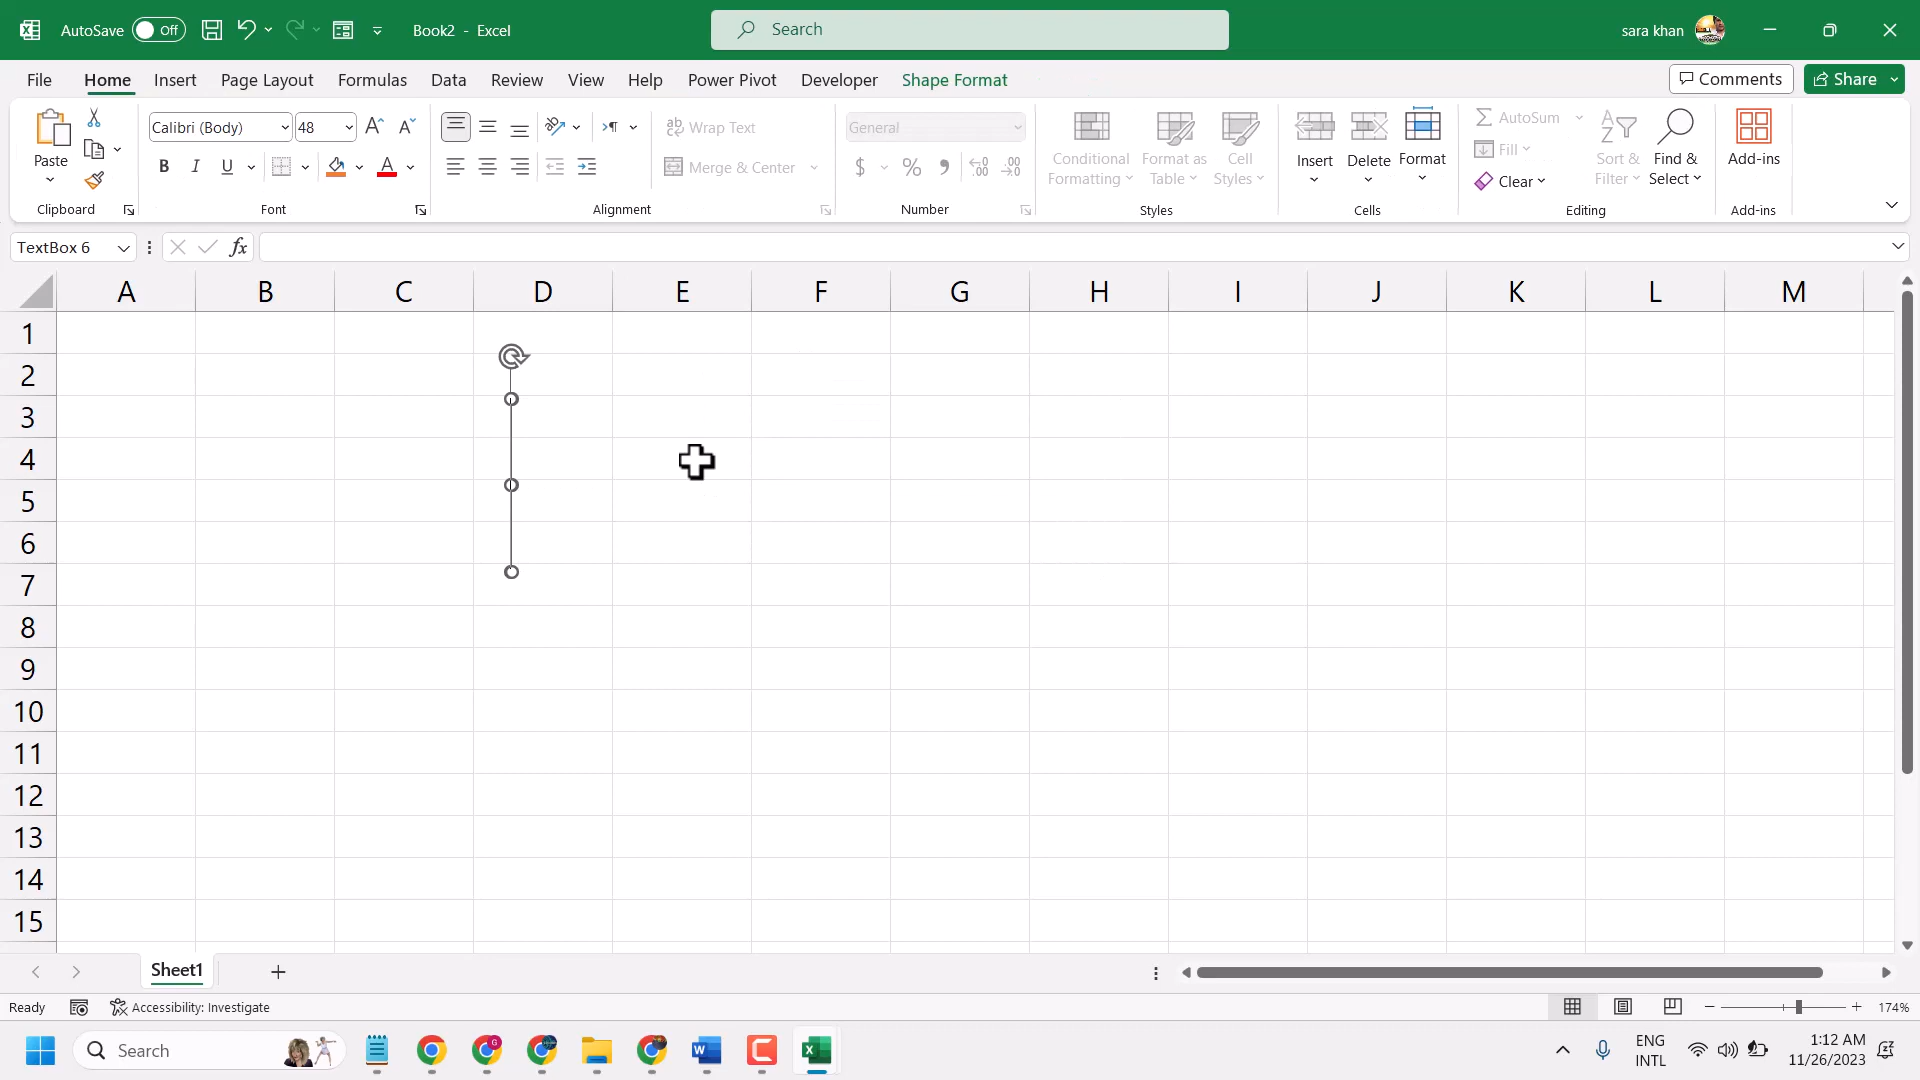 AutoSave Off Book2 - Excel Search sara khan
File Home Insert Page Layout Formulas Data Review View Help Power Pivot Developer Shape Format Comments Share
Paste Calibri (Body) 48 Wrap Text General Conditional Formatting Format as Table Cell Styles Insert Delete Format AutoSum Sort & Filter Find & Select Add-ins
B I U Merge & Center $ % Fill
Clear
Clipboard Font Alignment Number Styles Cells Editing Add-ins
TextBox 6 fx
A B C D E F G H I J K L M
1
2
3
4
5
6
7
8
9
10
11
12
13
14
15
Sheet1
Ready Accessibility: Investigate 174%
Search ENG INTL 1:12 AM 11/26/2023